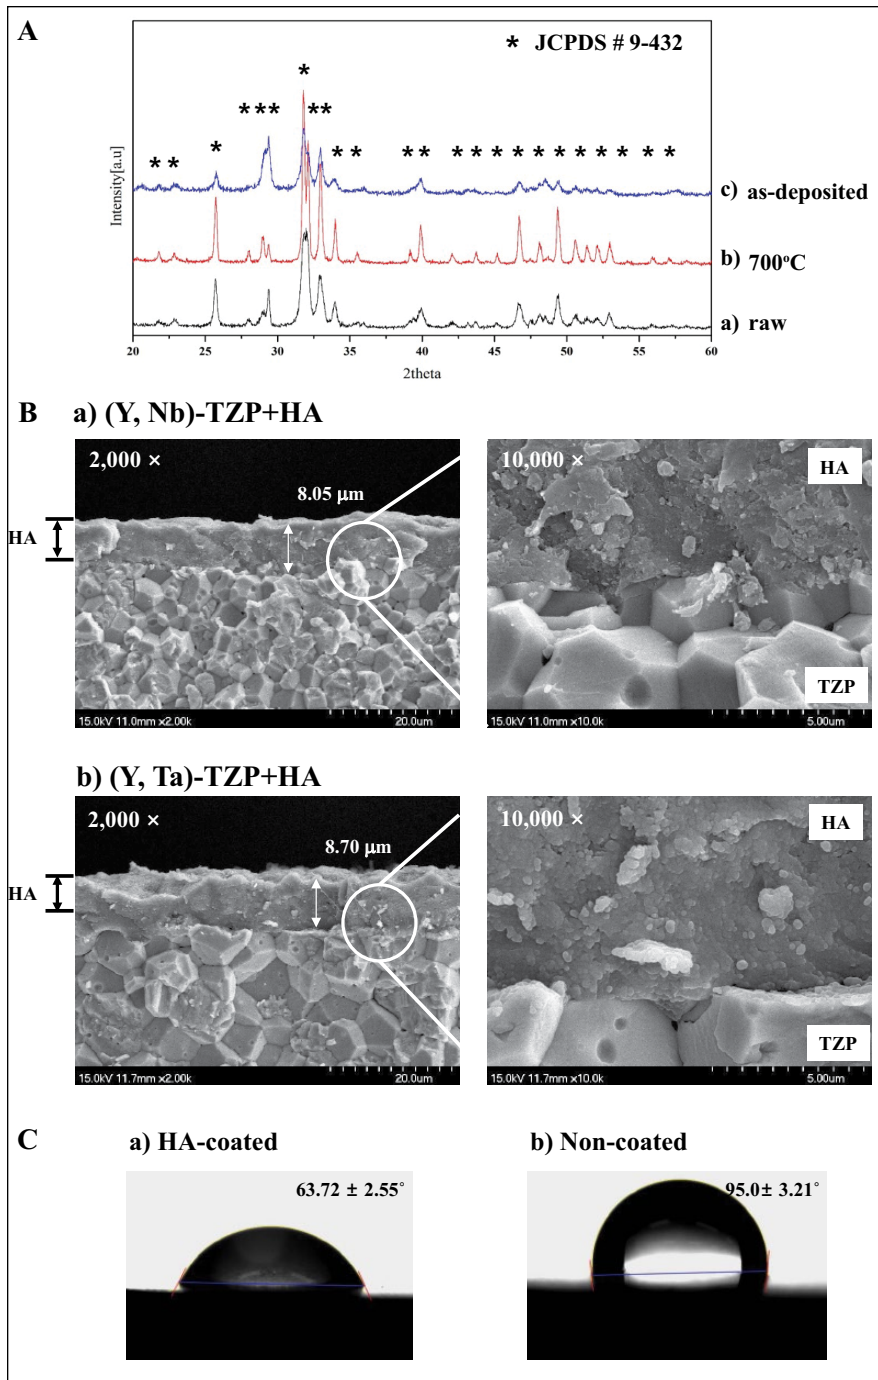 A
* JCPDS # 9-432
Intensity[a.u]
c) as-deposited
b) 700°C
a) raw
20 25 30 35 40 45 50 55 60
2theta
B a) (Y, Nb)-TZP+HA
2,000 ×
8.05 µm
HA
15.0kV 11.0mm x2.00k 20.0um
10,000 ×
HA
TZP
15.0kV 11.0mm x10.0k 5.00um
b) (Y, Ta)-TZP+HA
2,000 ×
8.70 µm
HA
15.0kV 11.7mm x2.00k 20.0um
10,000 ×
HA
TZP
15.0kV 11.7mm x10.0k 5.00um
C
a) HA-coated
63.72 ± 2.55°
b) Non-coated
95.0± 3.21°